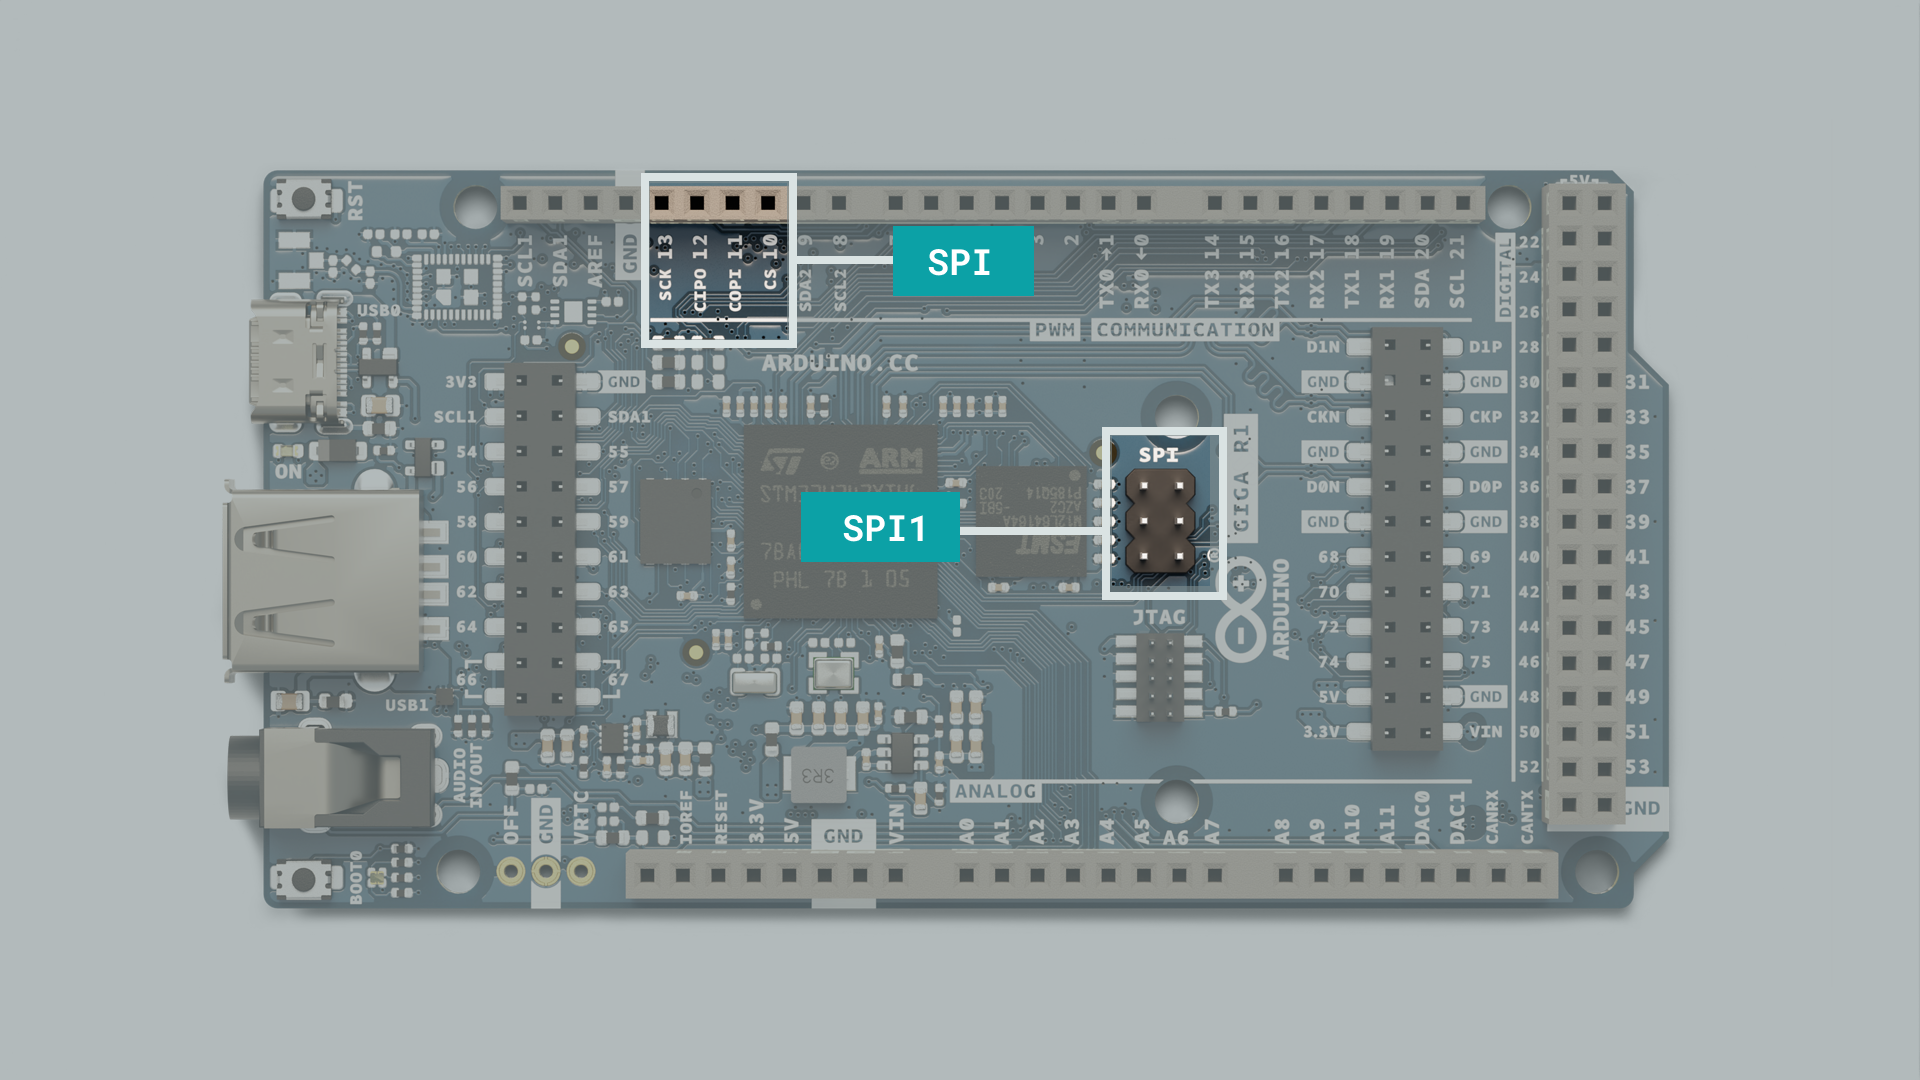 -5V-
RST
SCL1
SDA1
AREF
GND
SCK 13
CIPO 12
COPI 11
CS 10
SDA2 9
SCL2 8
SPI
3
2
TX0→1
RX0←0
TX3 14
RX3 15
TX2 16
RX2 17
TX1 18
RX1 19
SDA 20
SCL 21
DIGITAL
22
24
26
28
30
32
34
36
38
40
42
44
46
48
50
52
31
33
35
37
39
41
43
45
47
49
51
53
GND
USB0
PWM
COMMUNICATION
ARDUINO.CC
ON
3V3
GND
SCL1
SDA1
54
55
56
57
58
59
60
61
62
63
64
65
66
67
ARM
SPI1
PHL 7B 1 05
ESMT
SPI
GIGA R1
JTAG
ARDUINO
D1N
D1P
GND
GND
CKN
CKP
GND
GND
D0N
D0P
GND
GND
68
69
70
71
72
73
74
75
5V
GND
3.3V
VIN
USB1
AUDIO
IN/OUT
3R3
ANALOG
BOOT0
OFF
GND
VRTC
IOREF
RESET
3.3V
5V
GND
VIN
A0
A1
A2
A3
A4
A5
A6
A7
A8
A9
A10
A11
DAC0
DAC1
CANRX
CANTX